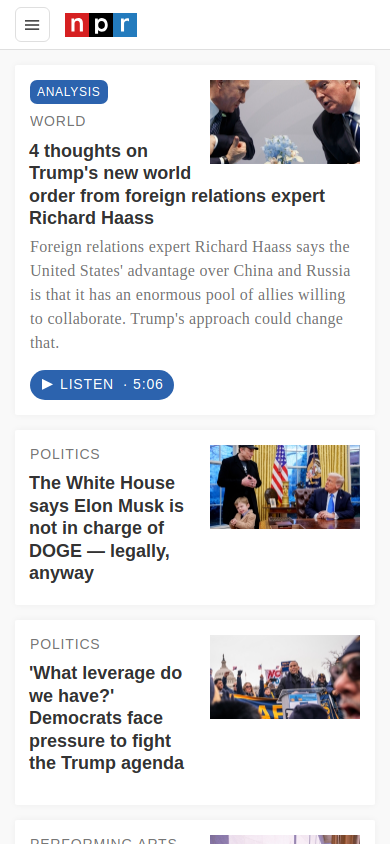 npr
ANALYSIS
WORLD
4 thoughts on
Trump's new world
order from foreign relations expert
Richard Haass
Foreign relations expert Richard Haass says the
United States' advantage over China and Russia
is that it has an enormous pool of allies willing
to collaborate. Trump's approach could change
that.
LISTEN · 5:06
POLITICS
The White House
says Elon Musk is
not in charge of
DOGE — legally,
anyway
POLITICS
'What leverage do
we have?'
Democrats face
pressure to fight
the Trump agenda
PERFORMING ARTS